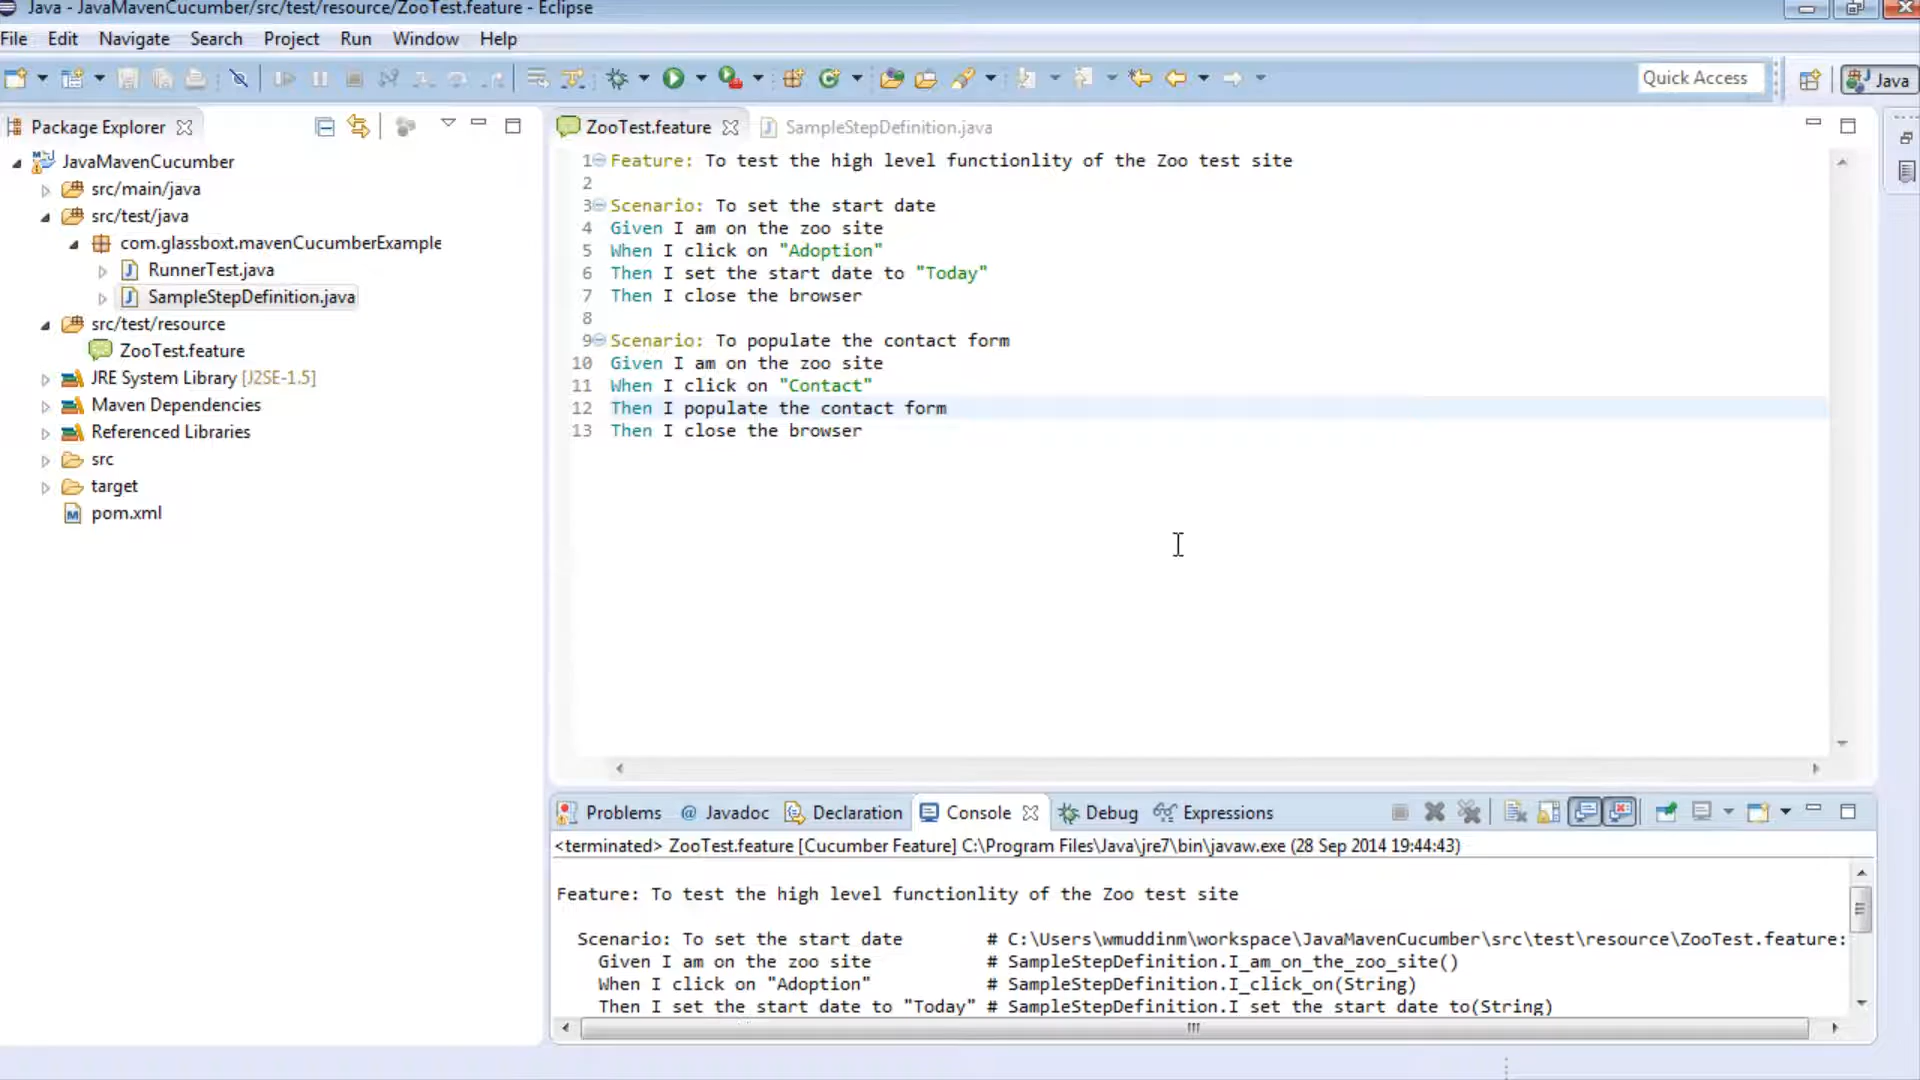 Java - JavaMavenCucumber/src/test/resource/ZooTest.feature - Eclipse
File Edit Navigate Search Project Run Window Help
Quick Access
Java
Package Explorer
JavaMavenCucumber
src/main/java
src/test/java
com.glassboxt.mavenCucumberExample
RunnerTest.java
SampleStepDefinition.java
src/test/resource
ZooTest.feature
JRE System Library [J2SE-1.5]
Maven Dependencies
Referenced Libraries
src
target
pom.xml
ZooTest.feature SampleStepDefinition.java
1 Feature: To test the high level functionlity of the Zoo test site
2
3 Scenario: To set the start date
4 Given I am on the zoo site
5 When I click on "Adoption"
6 Then I set the start date to "Today"
7 Then I close the browser
8
9 Scenario: To populate the contact form
10 Given I am on the zoo site
11 When I click on "Contact"
12 Then I populate the contact form
13 Then I close the browser
Problems @ Javadoc Declaration Console Debug Expressions
<terminated> ZooTest.feature [Cucumber Feature] C:\Program Files\Java\jre7\bin\javaw.exe (28 Sep 2014 19:44:43)
Feature: To test the high level functionlity of the Zoo test site
Scenario: To set the start date # C:\Users\wmuddinm\workspace\JavaMavenCucumber\src\test\resource\ZooTest.feature:
Given I am on the zoo site # SampleStepDefinition.I_am_on_the_zoo_site()
When I click on "Adoption" # SampleStepDefinition.I_click_on(String)
Then I set the start date to "Today" # SampleStepDefinition.I set the start date to(String)